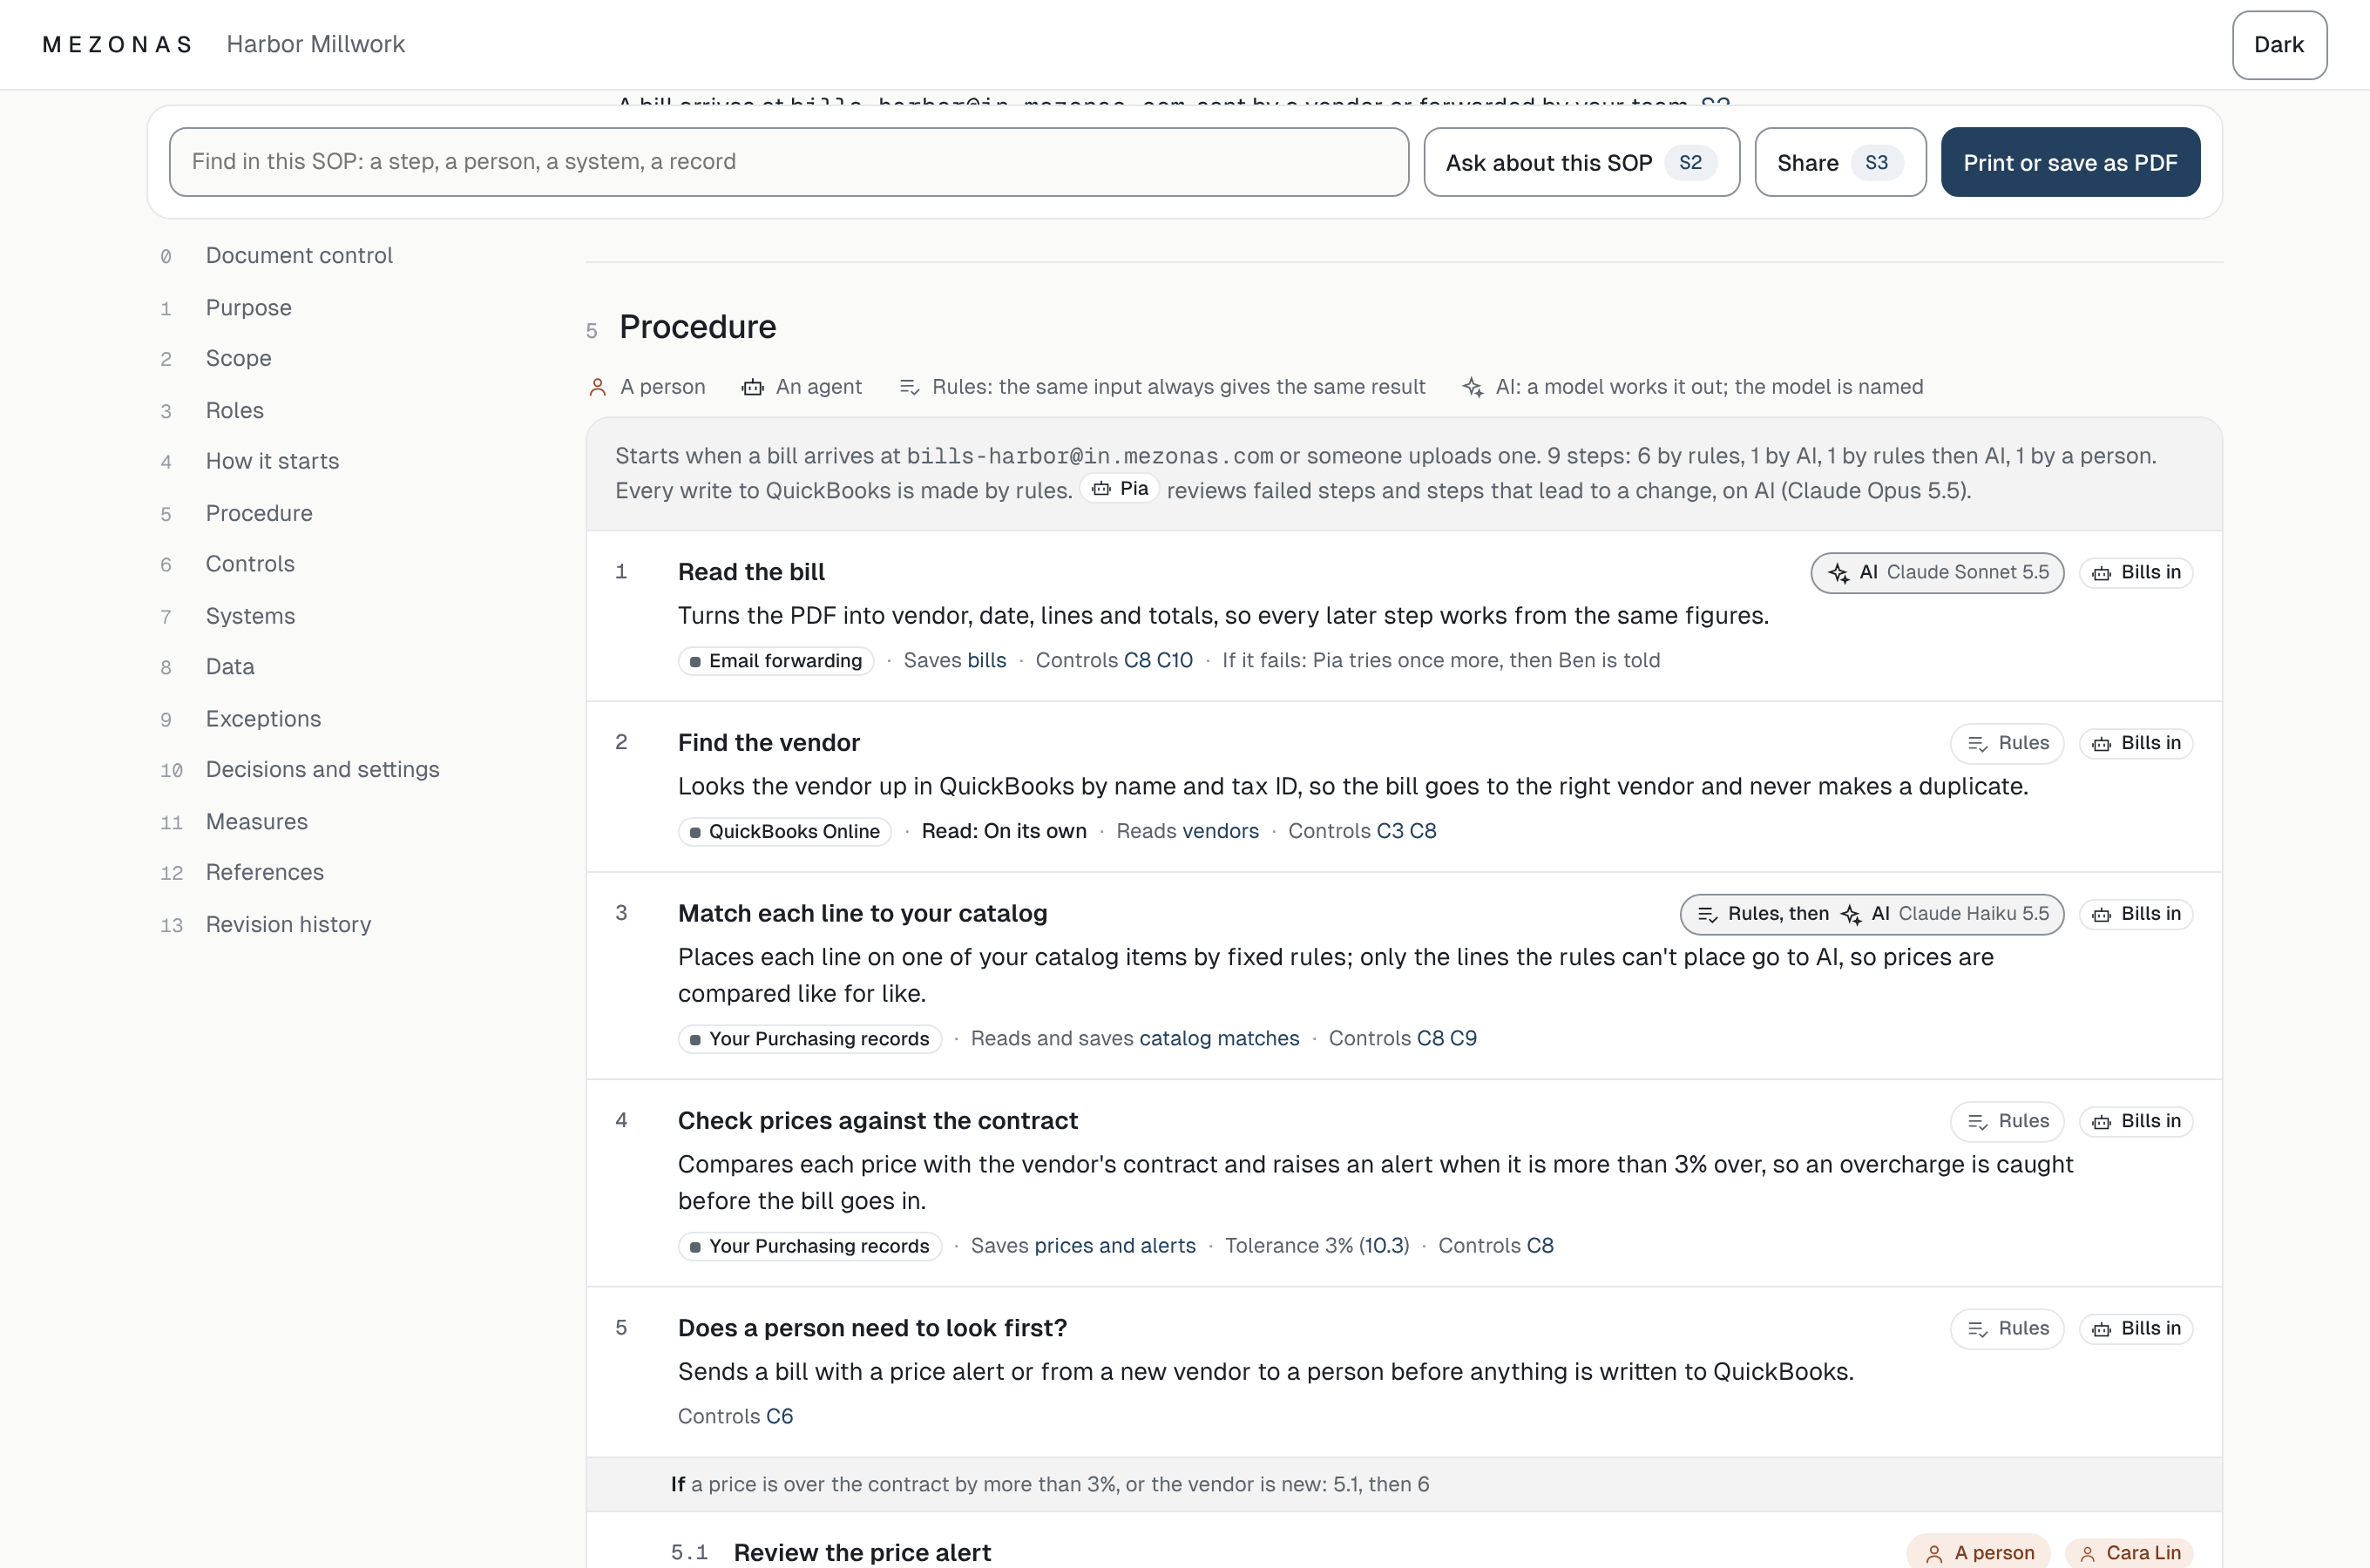 MEZONAS Harbor Millwork Dark
A bill arrives at bills-harbor@in.mezonas.com sent by a vendor or forwarded by your team. S2
Find in this SOP: a step, a person, a system, a record
Ask about this SOP S2
Share S3
Print or save as PDF
0 Document control
1 Purpose
2 Scope
3 Roles
4 How it starts
5 Procedure
6 Controls
7 Systems
8 Data
9 Exceptions
10 Decisions and settings
11 Measures
12 References
13 Revision history
5 Procedure
A person An agent Rules: the same input always gives the same result AI: a model works it out; the model is named
Starts when a bill arrives at bills-harbor@in.mezonas.com or someone uploads one. 9 steps: 6 by rules, 1 by AI, 1 by rules then AI, 1 by a person.
Every write to QuickBooks is made by rules. Pia reviews failed steps and steps that lead to a change, on AI (Claude Opus 5.5).
1 Read the bill AI Claude Sonnet 5.5 Bills in
Turns the PDF into vendor, date, lines and totals, so every later step works from the same figures.
Email forwarding · Saves bills · Controls C8 C10 · If it fails: Pia tries once more, then Ben is told
2 Find the vendor Rules Bills in
Looks the vendor up in QuickBooks by name and tax ID, so the bill goes to the right vendor and never makes a duplicate.
QuickBooks Online · Read: On its own · Reads vendors · Controls C3 C8
3 Match each line to your catalog Rules, then AI Claude Haiku 5.5 Bills in
Places each line on one of your catalog items by fixed rules; only the lines the rules can't place go to AI, so prices are
compared like for like.
Your Purchasing records · Reads and saves catalog matches · Controls C8 C9
4 Check prices against the contract Rules Bills in
Compares each price with the vendor's contract and raises an alert when it is more than 3% over, so an overcharge is caught
before the bill goes in.
Your Purchasing records · Saves prices and alerts · Tolerance 3% (10.3) · Controls C8
5 Does a person need to look first? Rules Bills in
Sends a bill with a price alert or from a new vendor to a person before anything is written to QuickBooks.
Controls C6
If a price is over the contract by more than 3%, or the vendor is new: 5.1, then 6
5.1 Review the price alert A person Cara Lin